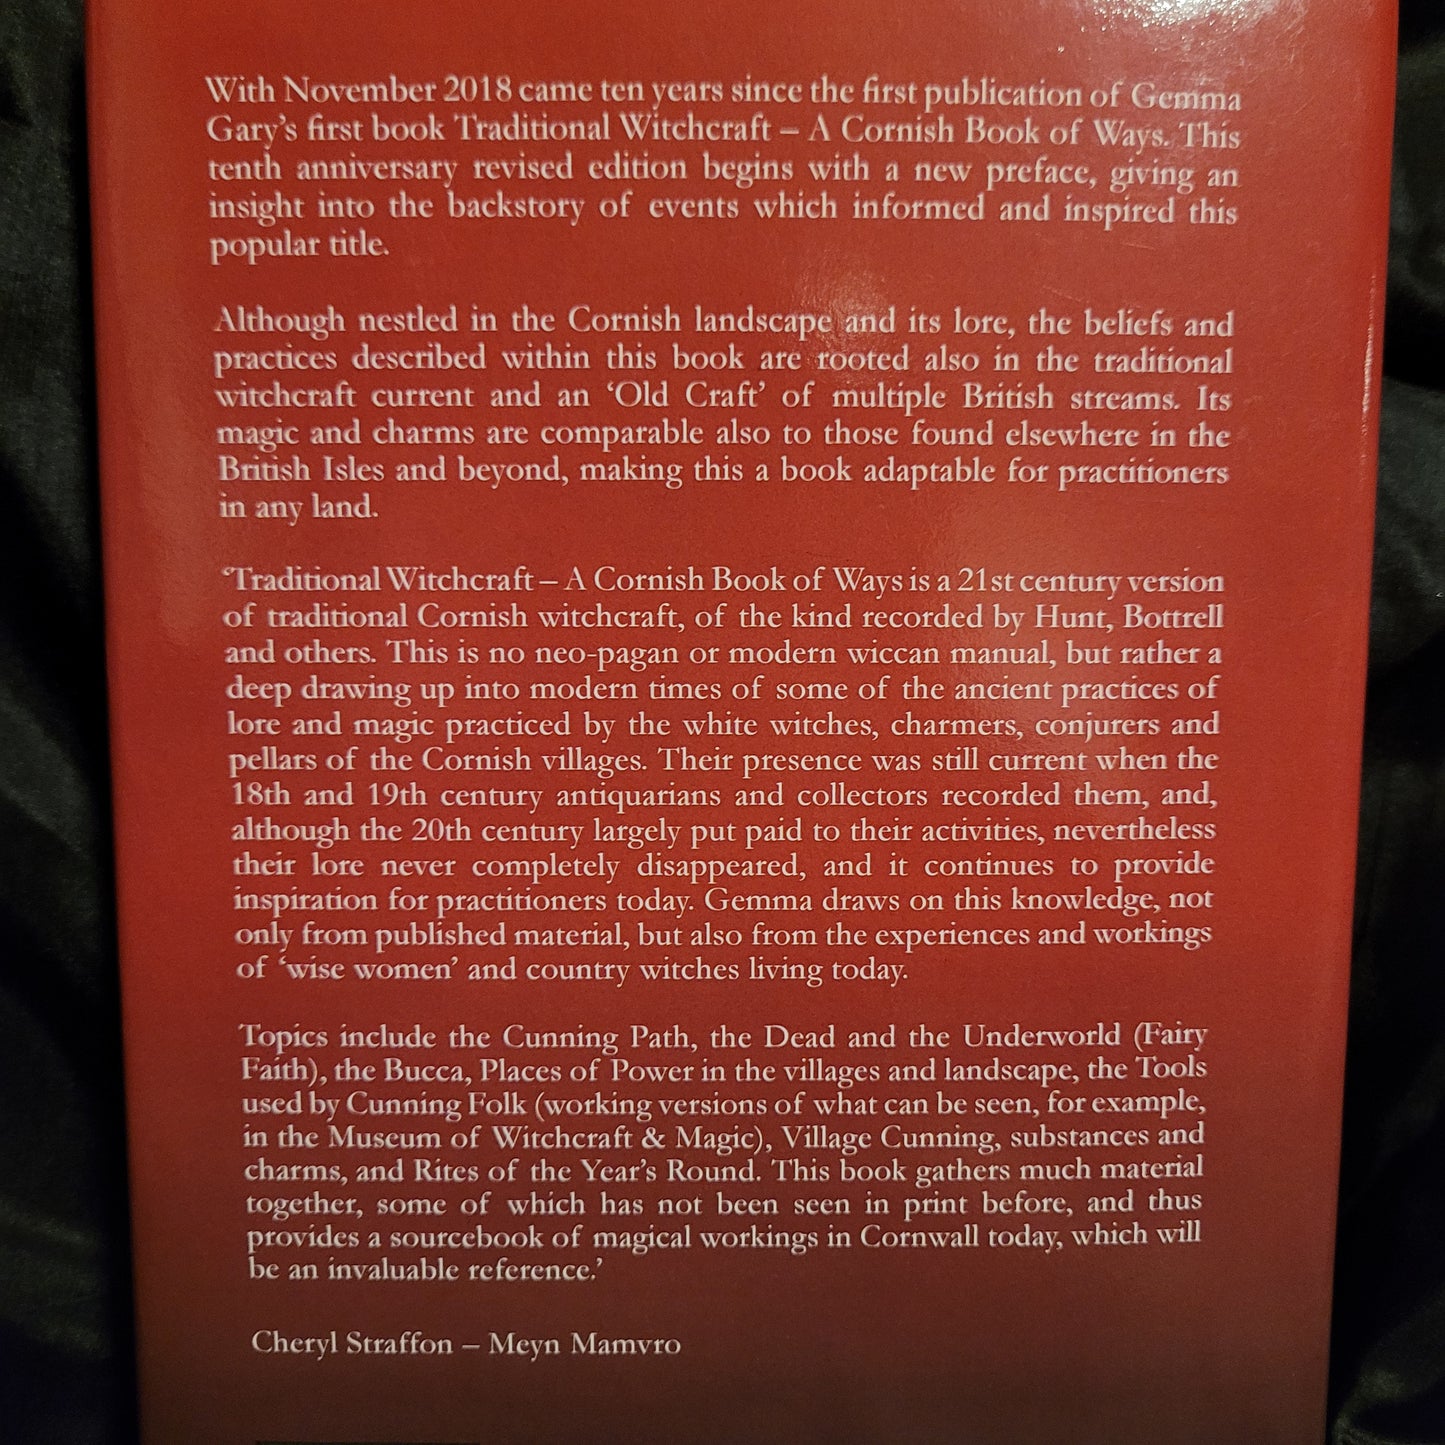 With November 2018 came ten years since the first publication of Gemma
Gary's first book Traditional Witchcraft – A Cornish Book of Ways. This
tenth anniversary revised edition begins with a new preface, giving an
insight into the backstory of events which informed and inspired this
popular title.
Although nestled in the Cornish landscape and its lore, the beliefs and
practices described within this book are rooted also in the traditional
witchcraft current and an ‘Old Craft’ of multiple British streams. Its
magic and charms are comparable also to those found elsewhere in the
British Isles and beyond, making this a book adaptable for practitioners
in any land.
‘Traditional Witchcraft – A Cornish Book of Ways is a 21st century version
of traditional Cornish witchcraft, of the kind recorded by Hunt, Bottrell
and others. This is no neo-pagan or modern wiccan manual, but rather a
deep drawing up into modern times of some of the ancient practices of
lore and magic practiced by the white witches, charmers, conjurers and
pellars of the Cornish villages. Their presence was still current when the
18th and 19th century antiquarians and collectors recorded them, and,
although the 20th century largely put paid to their activities, nevertheless
their lore never completely disappeared, and it continues to provide
inspiration for practitioners today. Gemma draws on this knowledge, not
only from published material, but also from the experiences and workings
of ‘wise women’ and country witches living today.
Topics include the Cunning Path, the Dead and the Underworld (Fairy
Faith), the Bucca, Places of Power in the villages and landscape, the Tools
used by Cunning Folk (working versions of what can be seen, for example,
in the Museum of Witchcraft & Magic), Village Cunning, substances and
charms, and Rites of the Year's Round. This book gathers much material
together, some of which has not been seen in print before, and thus
provides a sourcebook of magical workings in Cornwall today, which will
be an invaluable reference.’
Cheryl Straffon – Meyn Mamvro